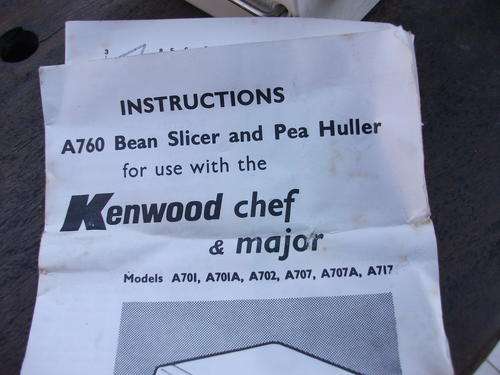 INSTRUCTIONS
A760 Bean Slicer and Pea Huller
for use with the
Kenwood chef
& major
Models A701, A701A, A702, A707, A707A, A717